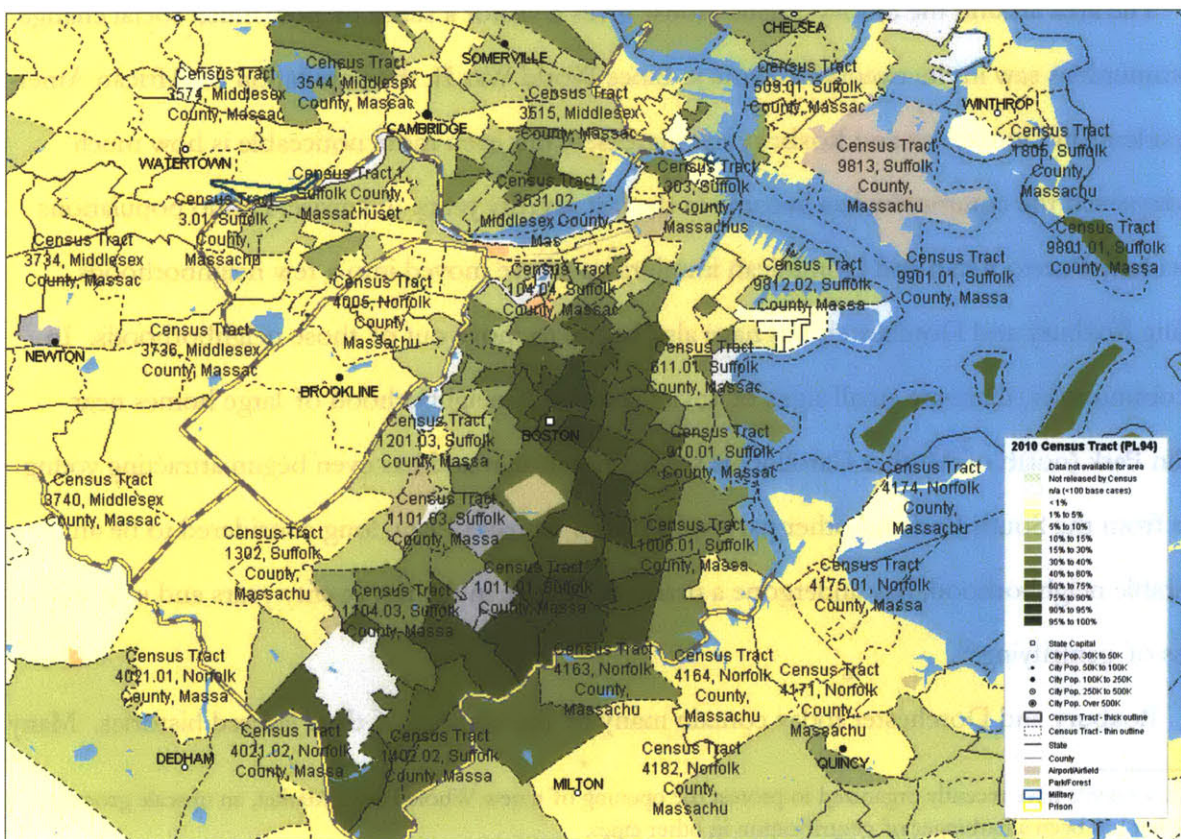 CHELSEA
SOMERVILLE
Census Tract
3574, Middlesex
County, Massac
Census Tract
3544, Middlesex
County, Massac
Census Tract
509.01, Suffolk
County, Massac
CAMBRIDGE
Census Tract
3515, Middlesex
County, Massac
WINTHROP
Census Tract
1805, Suffolk
County,
Massachu
WATERTOWN
Census Tract 1,
Suffolk County,
Massachuset
Census Tract
3531.02,
Middlesex County,
Mas
Census Tract
303, Suffolk
County,
Massachus
Census Tract
9813, Suffolk
County,
Massachu
Census Tract
3.01, Suffolk
County,
Massachu
Census Tract
3734, Middlesex
County, Massac
Census Tract
9801.01, Suffolk
County, Massa
Census Tract
104.04, Suffolk
County, Massac
Census Tract
9812.02, Suffolk
County, Massa
Census Tract
9901.01, Suffolk
County, Massa
Census Tract
4005, Norfolk
County,
Massachu
NEWTON
Census Tract
3736, Middlesex
County, Massac
BROOKLINE
Census Tract
611.01, Suffolk
County, Massac
Census Tract
1201.03, Suffolk
County, Massa
BOSTON
Census Tract
910.01, Suffolk
County, Massac
Census Tract
3740, Middlesex
County, Massac
Census Tract
1101.03, Suffolk
County, Massa
Census Tract
4174, Norfolk
County,
Massachu
Census Tract
1302, Suffolk
County,
Massachu
Census Tract
1006.01, Suffolk
County, Massa
Census Tract
1104.03, Suffolk
County, Massa
Census Tract
1011.01, Suffolk
County, Massa
Census Tract
4175.01, Norfolk
County,
Massachu
Census Tract
4021.01, Norfolk
County, Massa
Census Tract
4163, Norfolk
County,
Massachu
Census Tract
4164, Norfolk
County,
Massachu
Census Tract
4171, Norfolk
County,
Massachu
DEDHAM
Census Tract
4021.02, Norfolk
County, Massa
Census Tract
1402.02, Suffolk
County, Massa
MILTON
Census Tract
4182, Norfolk
County,
Massachu
QUINCY
2010 Census Tract (PL94)
Data not available for area
Not released by Census
n/a (<100 base cases)
< 1%
1% to 5%
5% to 10%
10% to 15%
15% to 30%
30% to 40%
40% to 60%
60% to 75%
75% to 90%
90% to 95%
95% to 100%
State Capital
City Pop. 30K to 50K
City Pop. 50K to 100K
City Pop. 100K to 250K
City Pop. 250K to 500K
City Pop. Over 500K
Census Tract - thick outline
Census Tract - thin outline
State
County
Airport/Airfield
Park/Forest
Military
Prison